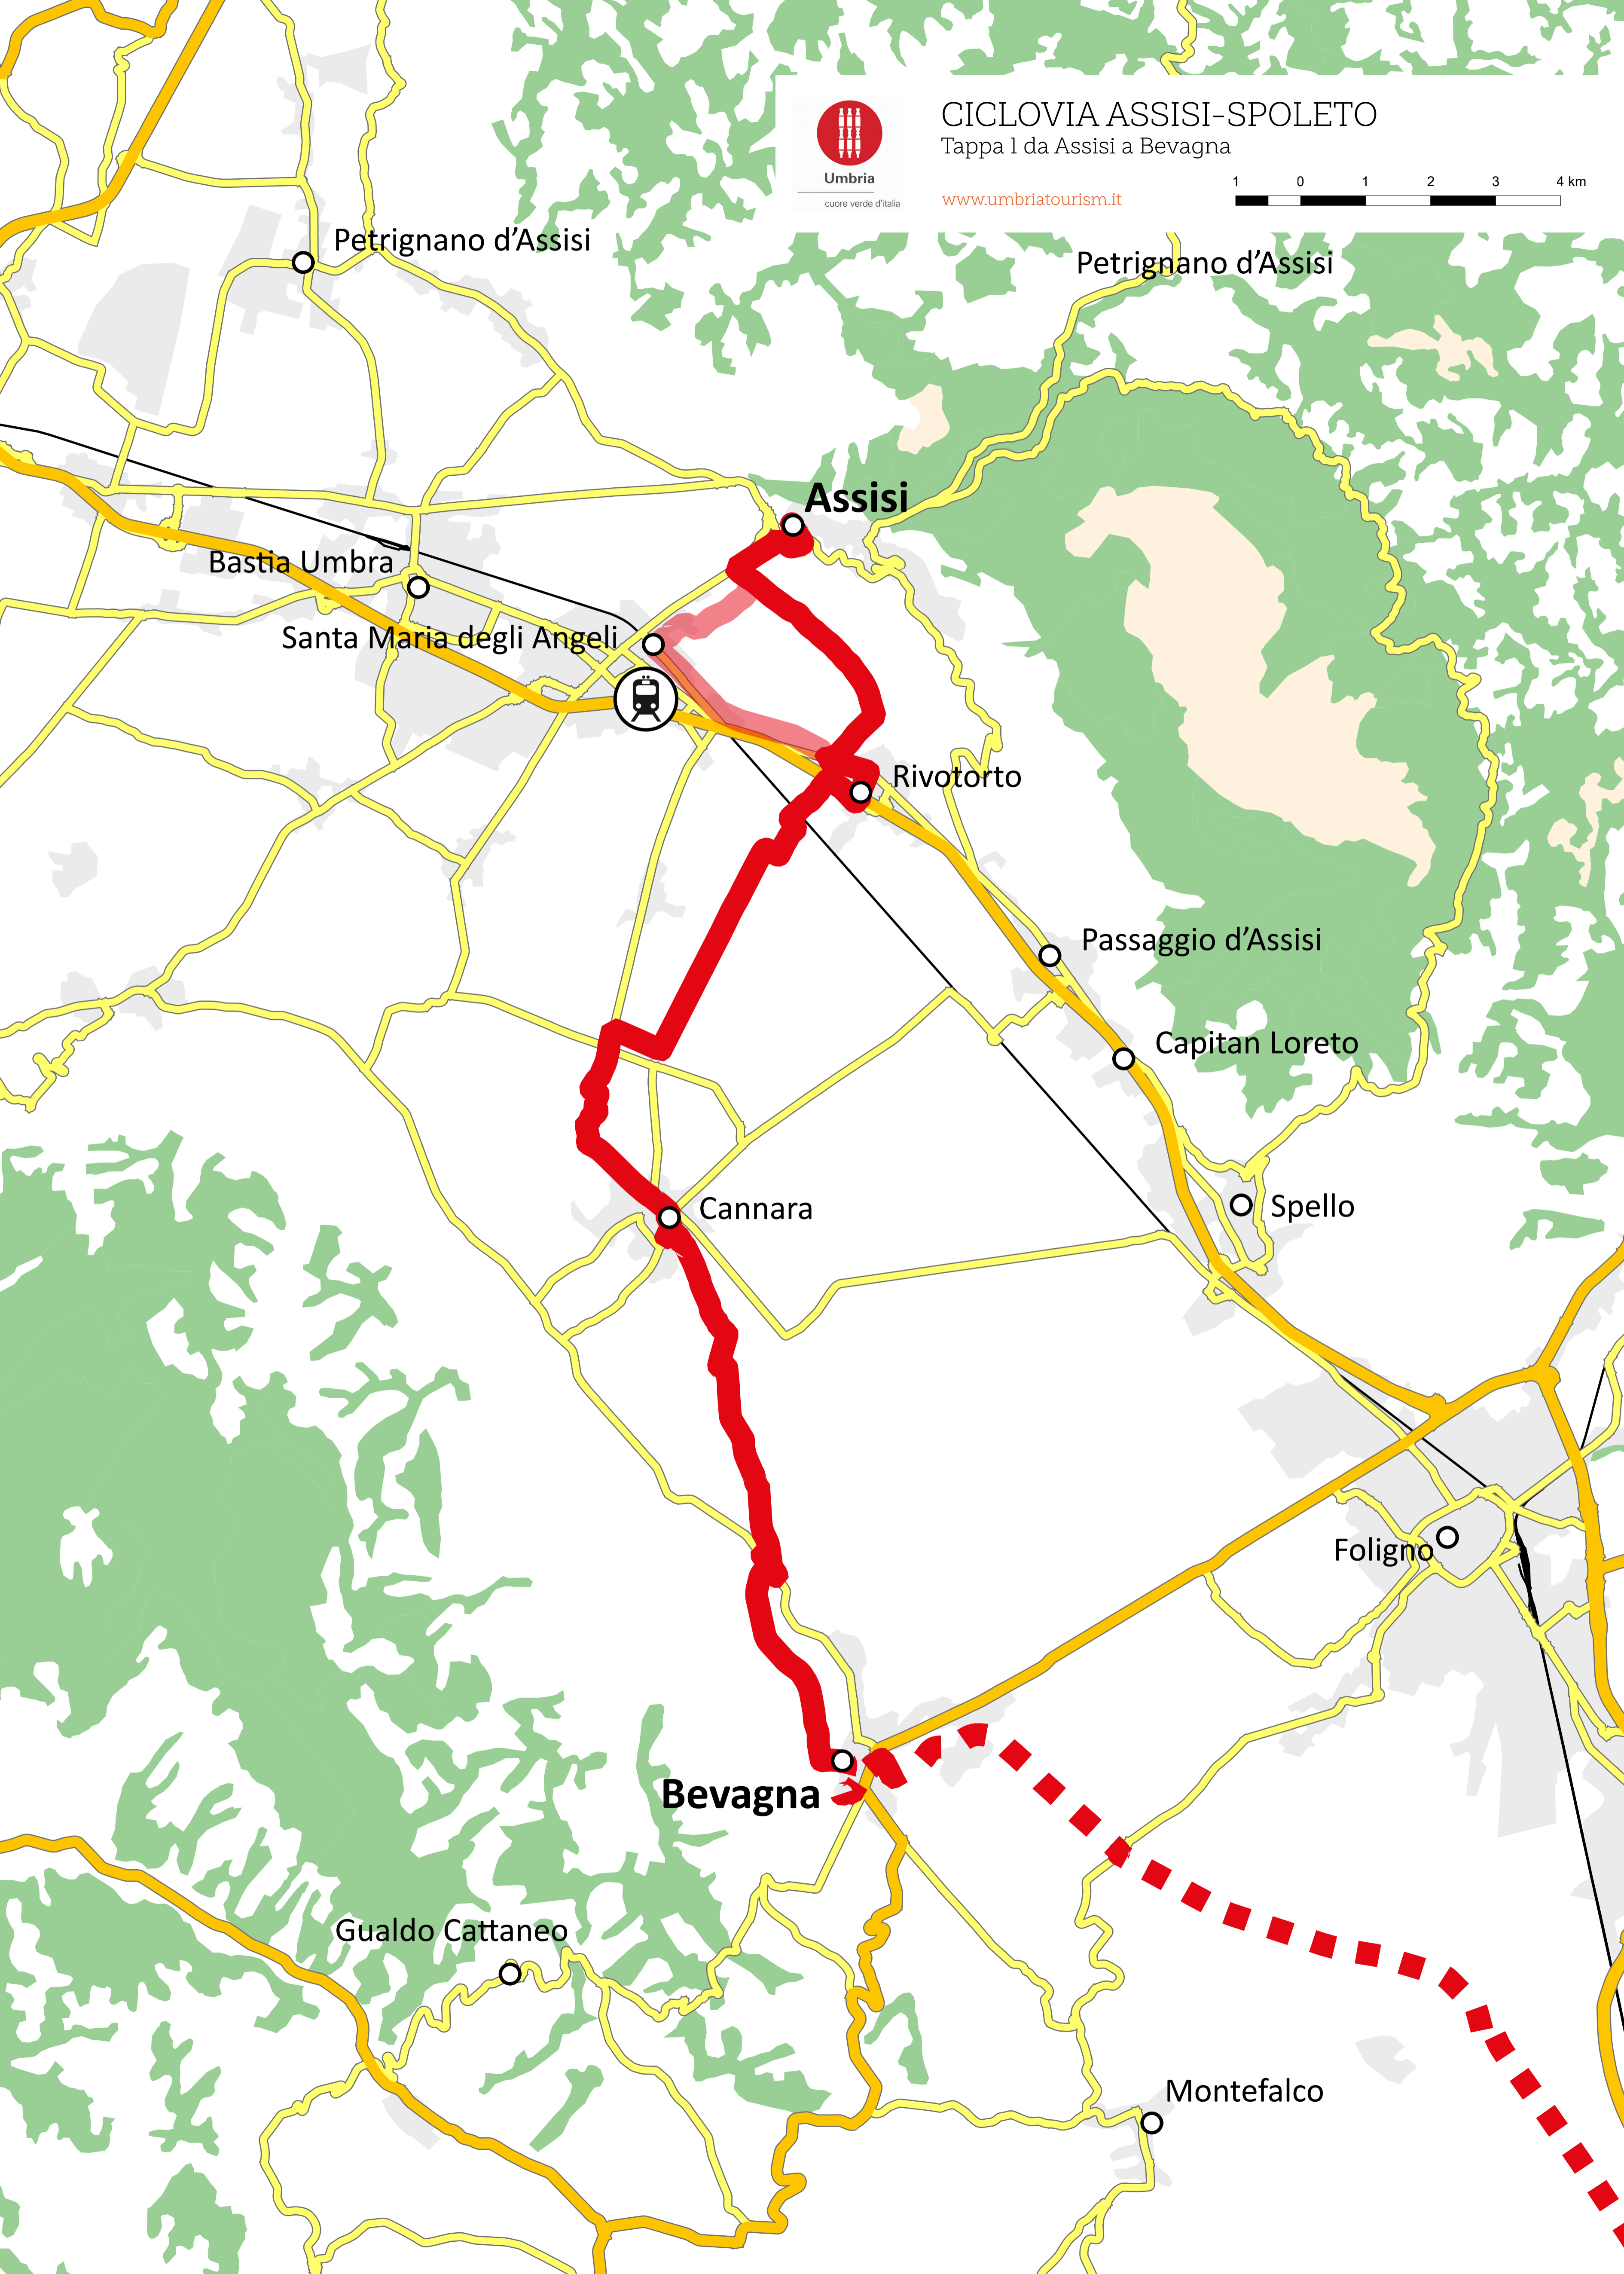 CICLOVIA ASSISI-SPOLETO
Tappa 1 da Assisi a Bevagna
Umbria
cuore verde d'italia
www.umbriatourism.it
1 0 1 2 3 4 km
Petrignano d'Assisi
Petrignano d'Assisi
Assisi
Bastia Umbra
Santa Maria degli Angeli
Rivotorto
Passaggio d'Assisi
Capitan Loreto
Cannara
Spello
Foligno
Bevagna
Gualdo Cattaneo
Montefalco